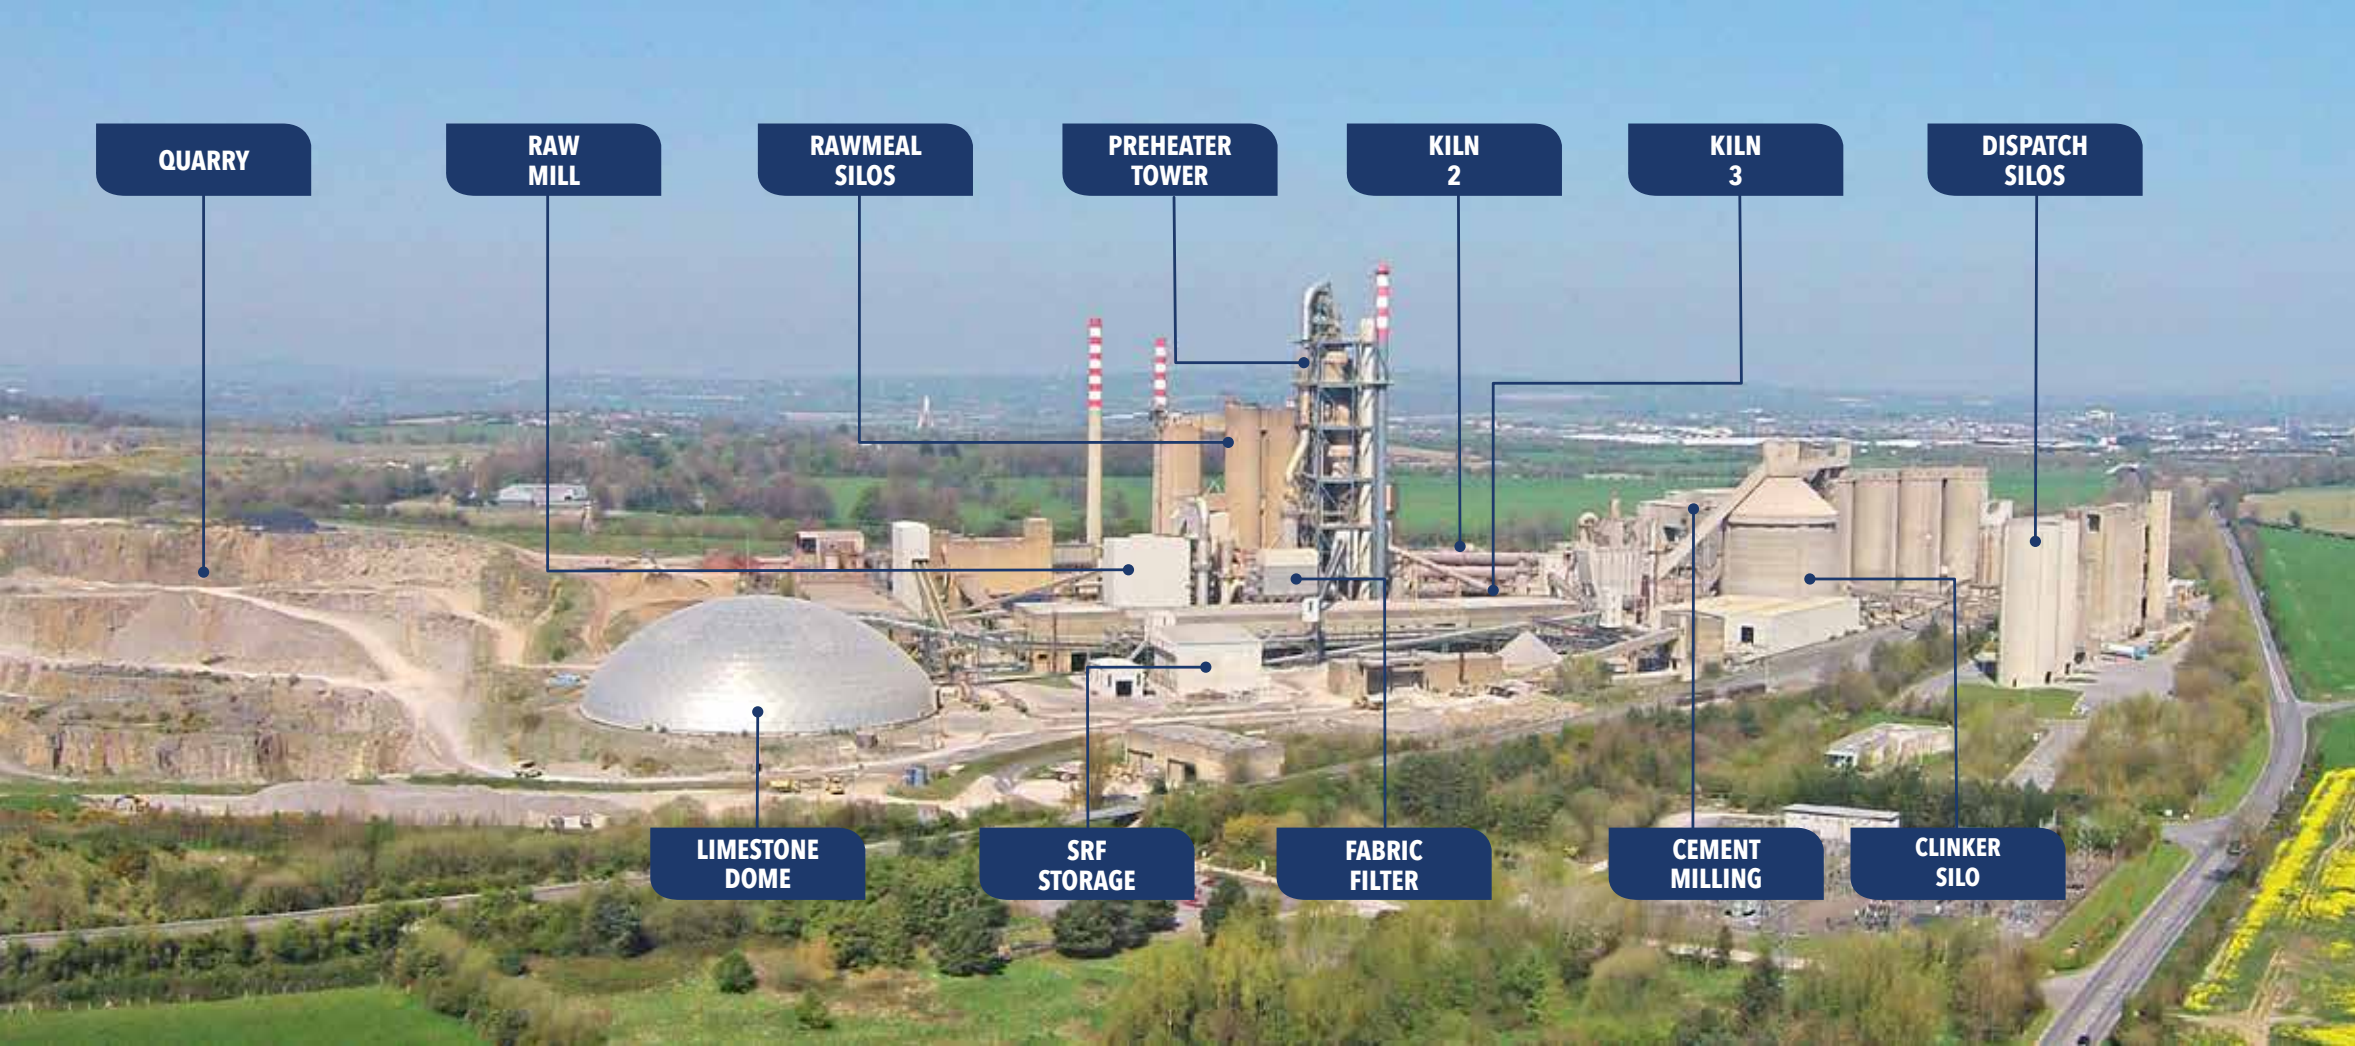 QUARRY
RAW
MILL
RAWMEAL
SILOS
PREHEATER
TOWER
KILN
2
KILN
3
DISPATCH
SILOS
LIMESTONE
DOME
SRF
STORAGE
FABRIC
FILTER
CEMENT
MILLING
CLINKER
SILO